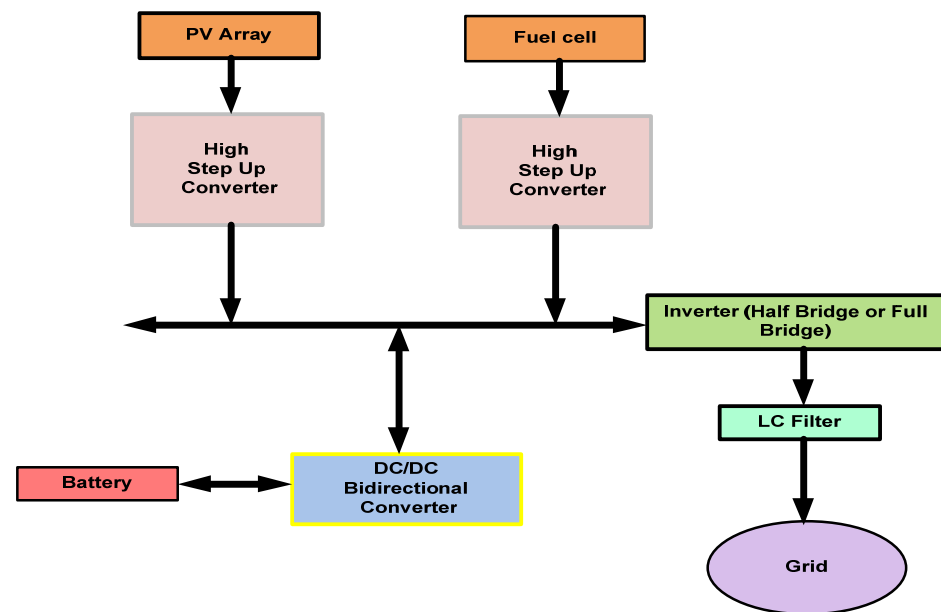 PV Array
Fuel cell
High
Step Up
Converter
High
Step Up
Converter
Inverter (Half Bridge or Full
Bridge)
LC Filter
DC/DC
Bidirectional
Converter
Battery
Grid